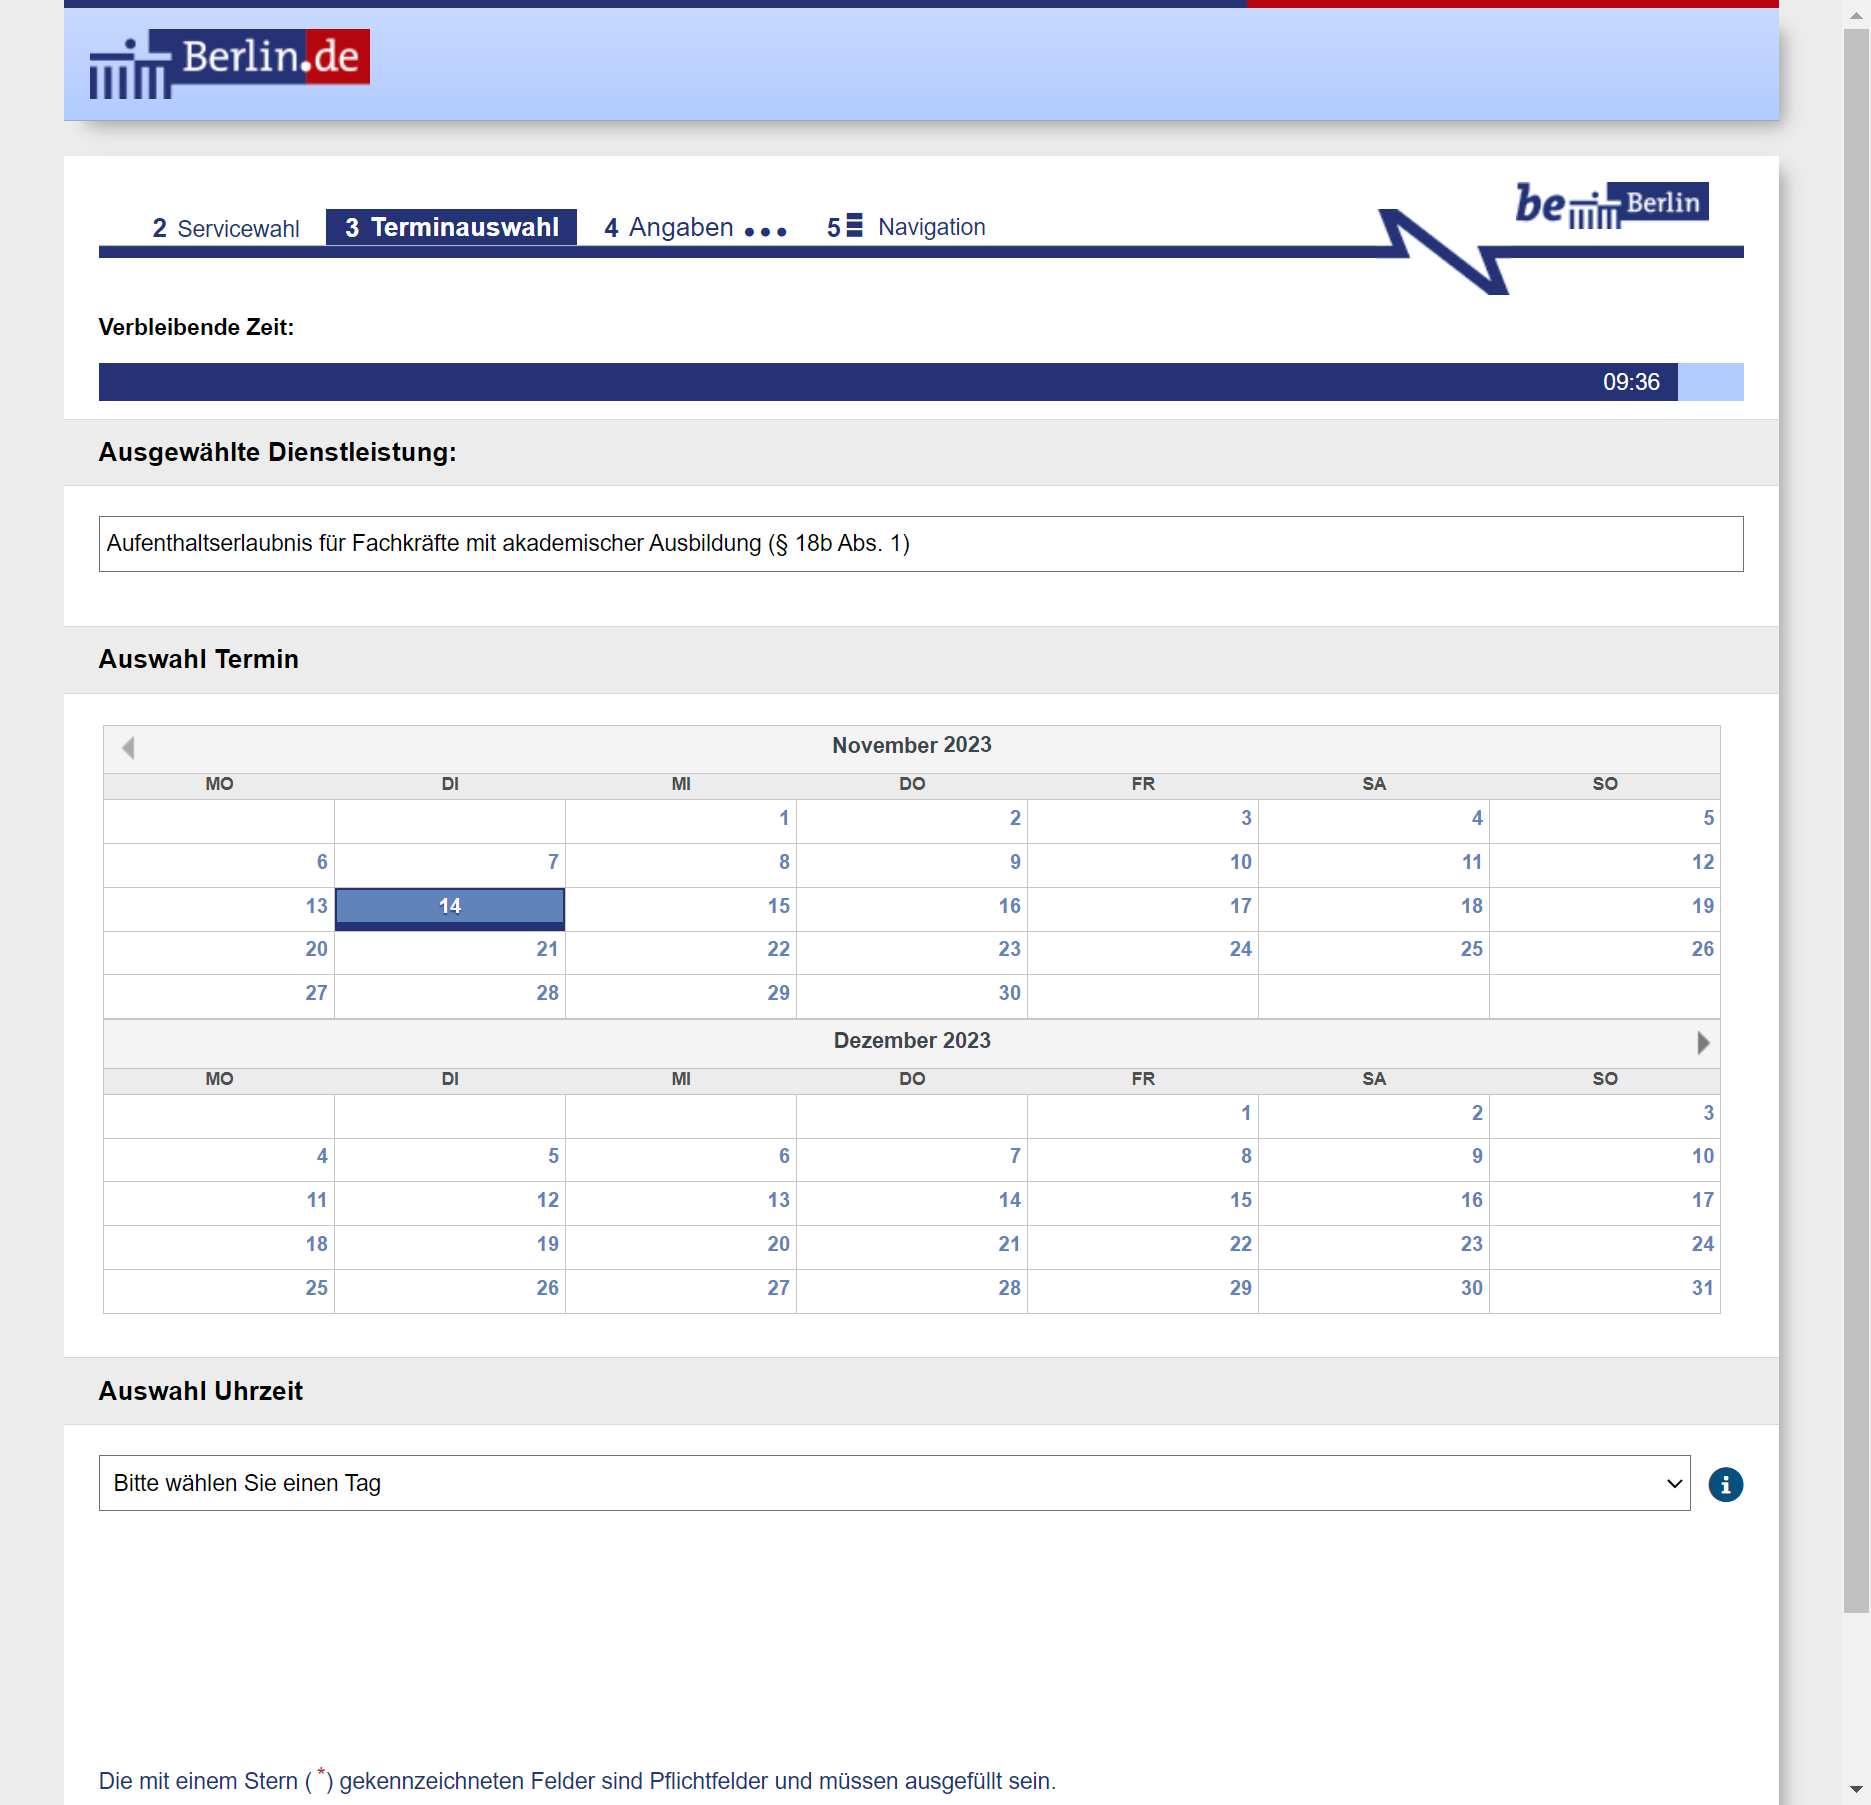 Berlin.de
be Berlin
2 Servicewahl 3 Terminauswahl 4 Angaben 5 Navigation
Verbleibende Zeit:
09:36
Ausgewählte Dienstleistung:
Aufenthaltserlaubnis für Fachkräfte mit akademischer Ausbildung (§ 18b Abs. 1)
Auswahl Termin
November 2023
MO DI MI DO FR SA SO
1 2 3 4 5
6 7 8 9 10 11 12
13 14 15 16 17 18 19
20 21 22 23 24 25 26
27 28 29 30
Dezember 2023
MO DI MI DO FR SA SO
1 2 3
4 5 6 7 8 9 10
11 12 13 14 15 16 17
18 19 20 21 22 23 24
25 26 27 28 29 30 31
Auswahl Uhrzeit
Bitte wählen Sie einen Tag
Die mit einem Stern ( *) gekennzeichneten Felder sind Pflichtfelder und müssen ausgefüllt sein.